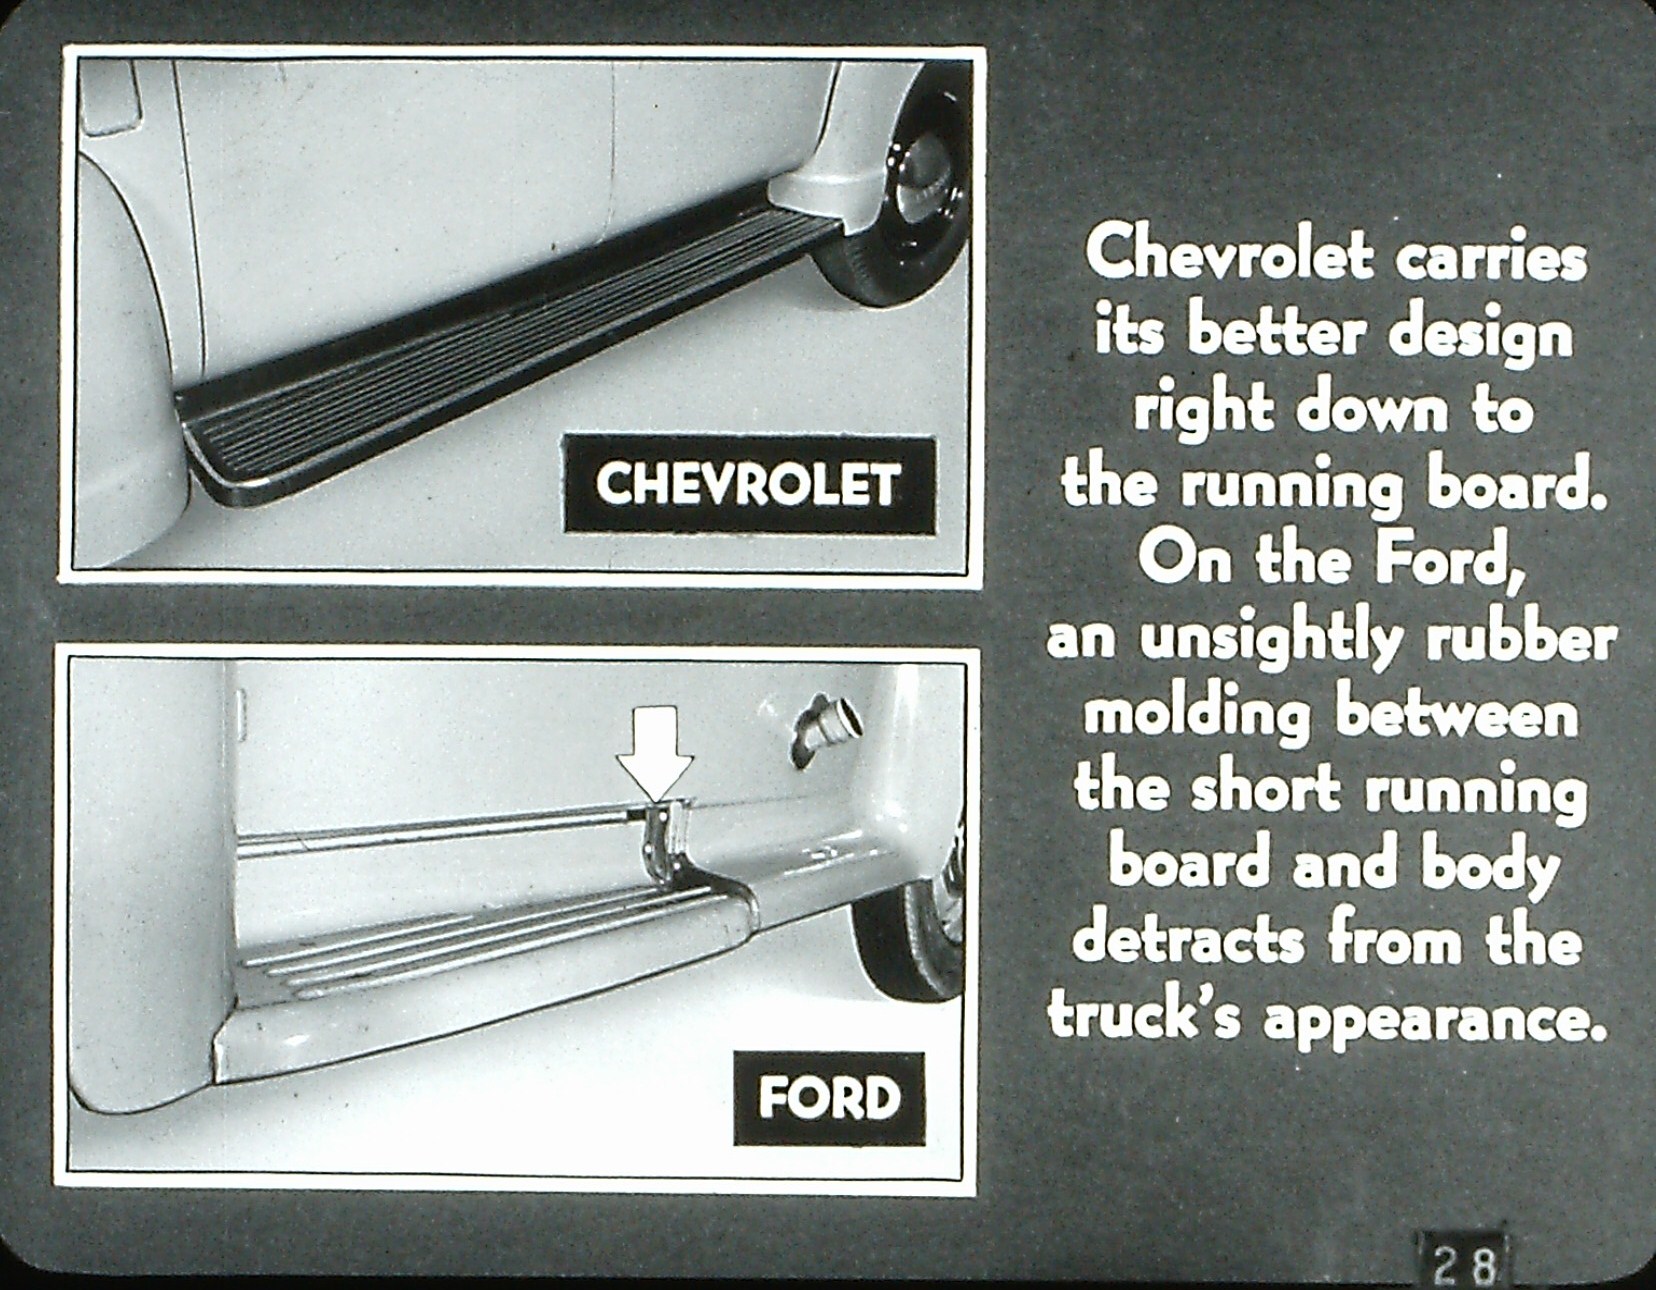 CHEVROLET
FORD
Chevrolet carries
its better design
right down to
the running board.
On the Ford,
an unsightly rubber
molding between
the short running
board and body
detracts from the
truck's appearance.
28